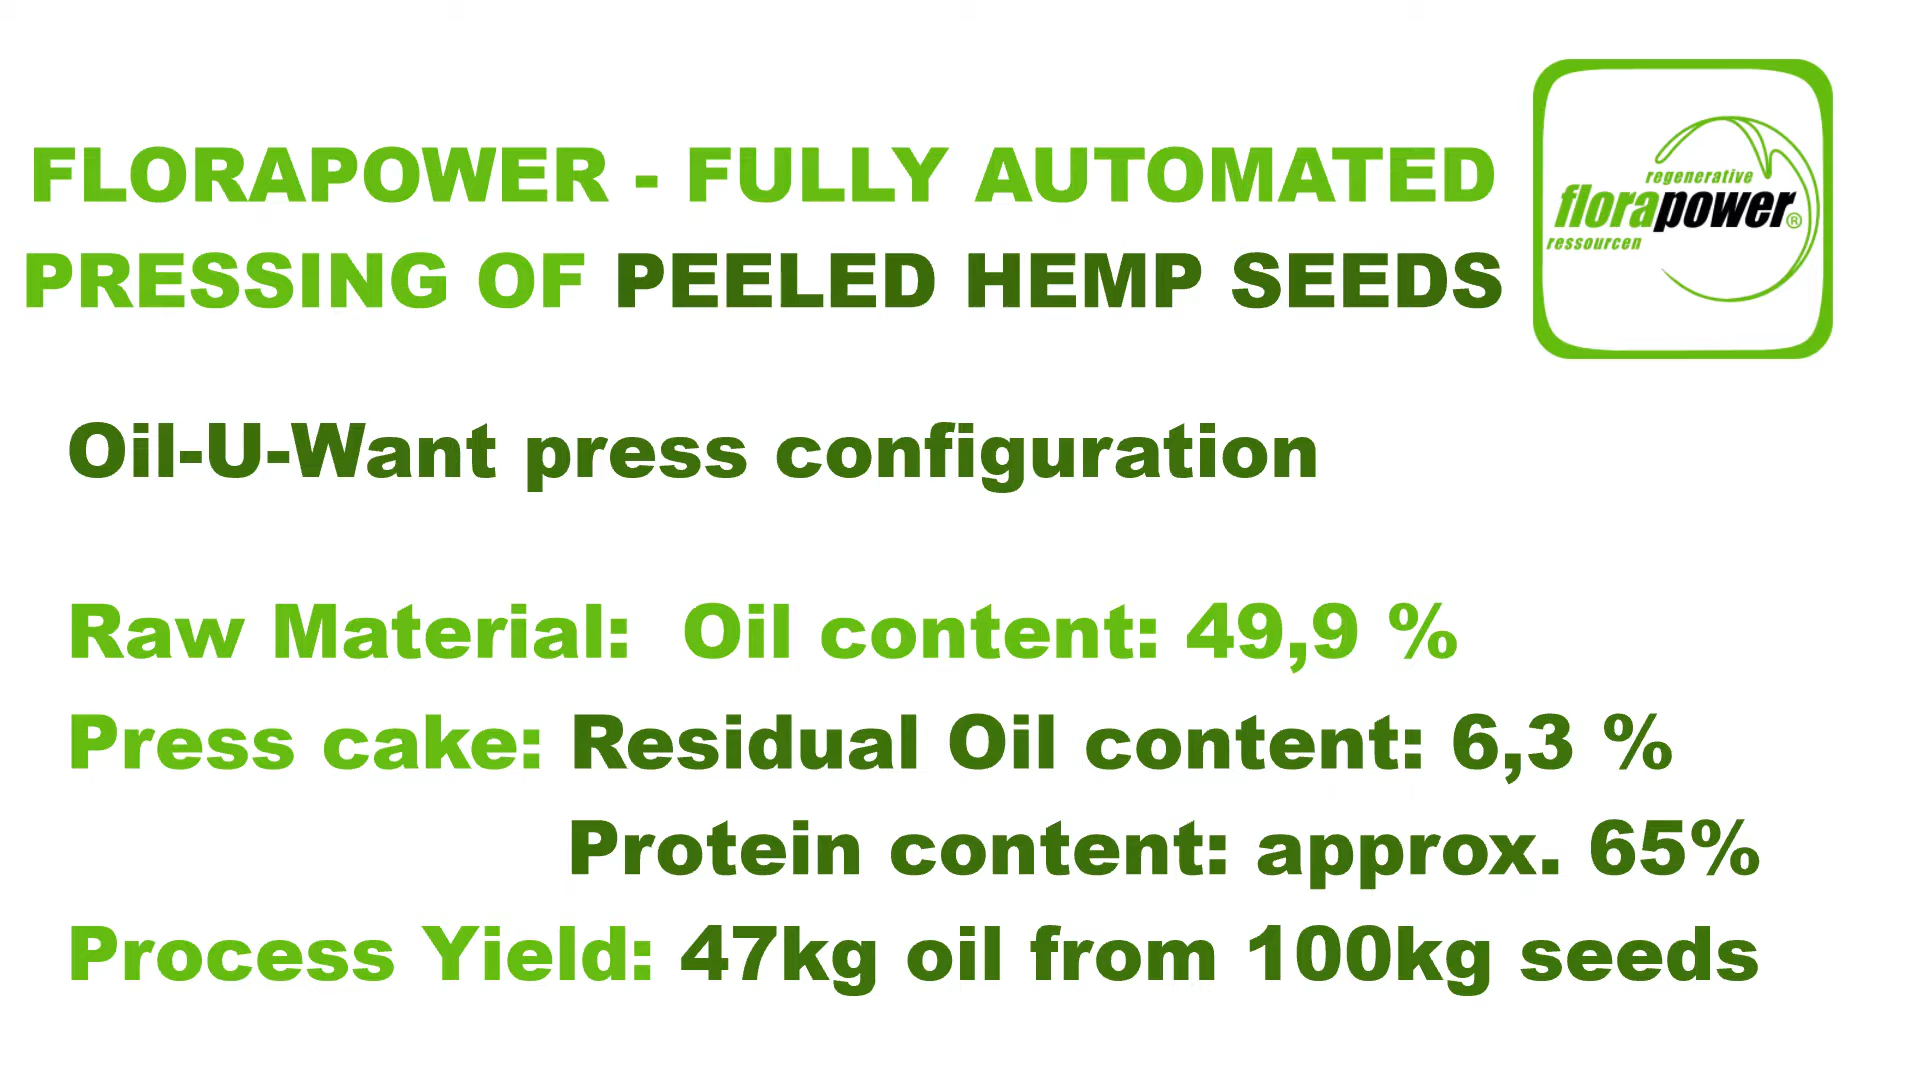 FLORAPOWER - FULLY AUTOMATED
PRESSING OF PEELED HEMP SEEDS
regenerative
florapower®
ressourcen
Oil-U-Want press configuration
Raw Material: Oil content: 49,9 %
Press cake: Residual Oil content: 6,3 %
Protein content: approx. 65%
Process Yield: 47kg oil from 100kg seeds